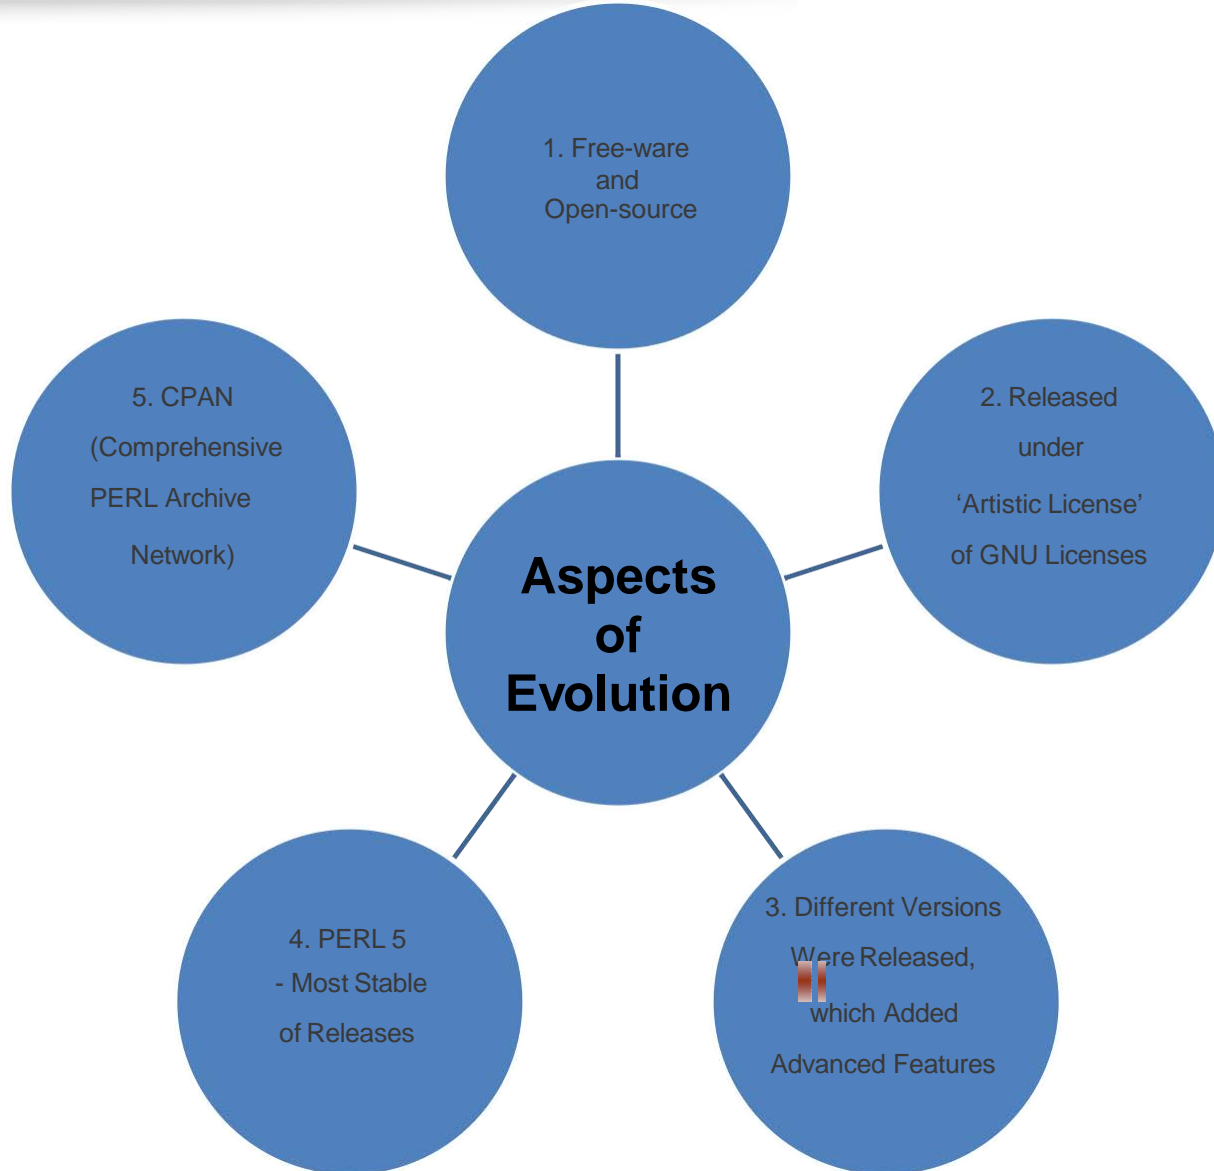 1. Free-ware
and
Open-source
2. Released
under
‘Artistic License’
of GNU Licenses
3. Different Versions
Were Released,
which Added
Advanced Features
4. PERL 5
- Most Stable
of Releases
5. CPAN
(Comprehensive
PERL Archive
Network)
Aspects
of
Evolution